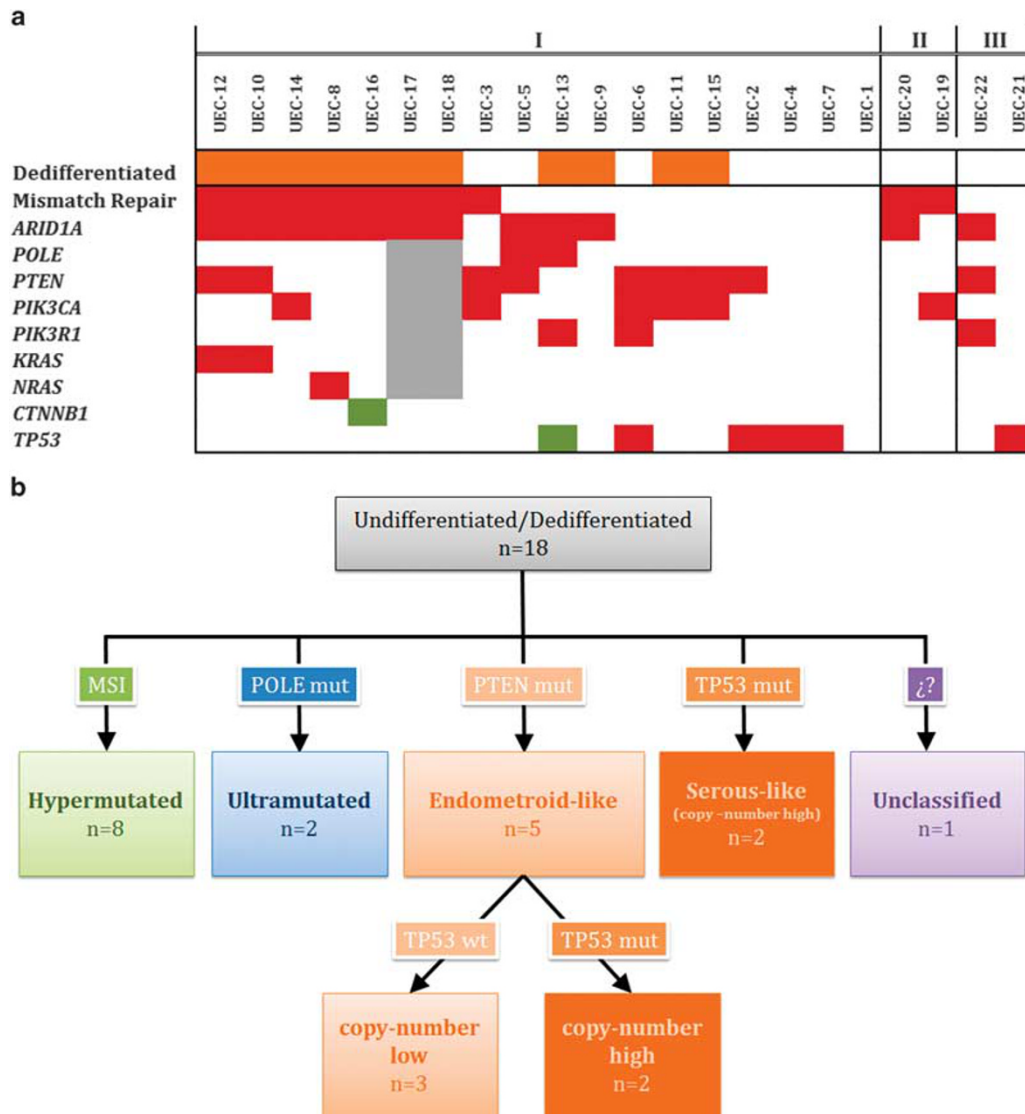 a
I II III
UEC-12 UEC-10 UEC-14 UEC-8 UEC-16 UEC-17 UEC-18 UEC-3 UEC-5 UEC-13 UEC-9 UEC-6 UEC-11 UEC-15 UEC-2 UEC-4 UEC-7 UEC-1 UEC-20 UEC-19 UEC-22 UEC-21
Dedifferentiated
Mismatch Repair
ARID1A
POLE
PTEN
PIK3CA
PIK3R1
KRAS
NRAS
CTNNB1
TP53
b
Undifferentiated/Dedifferentiated
n=18
MSI POLE mut PTEN mut TP53 mut ¿?
Hypermutated
n=8
Ultramutated
n=2
Endometroid-like
n=5
Serous-like
(copy -number high)
n=2
Unclassified
n=1
TP53 wt TP53 mut
copy-number
low
n=3
copy-number
high
n=2